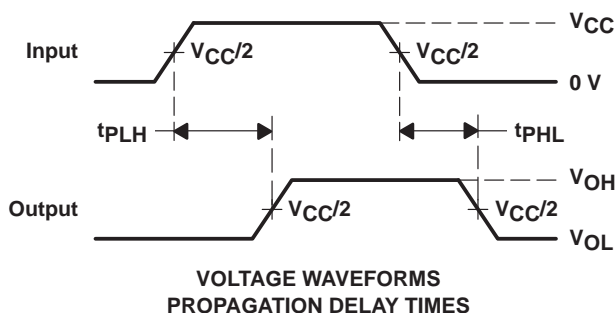 VCC
Input
VCC/2
VCC/2
0 V
tPLH
tPHL
VOH
Output
VCC/2
VCC/2
VOL
VOLTAGE WAVEFORMS
PROPAGATION DELAY TIMES